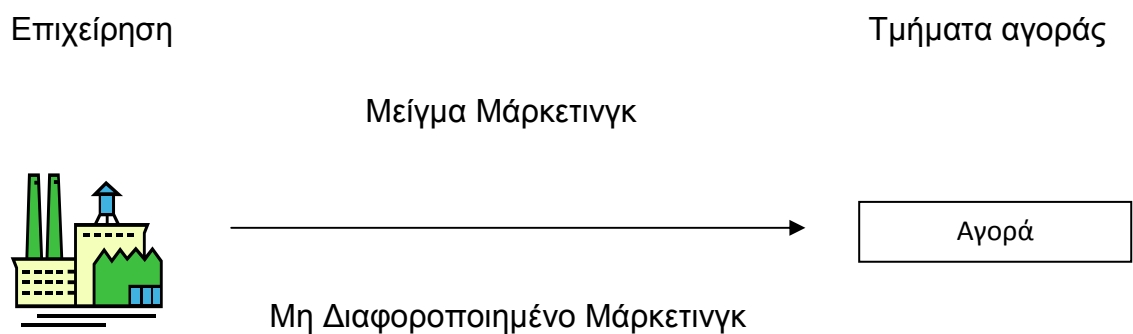 Επιχείρηση
Τμήματα αγοράς
Μείγμα Μάρκετινγκ
Αγορά
Μη Διαφοροποιημένο Μάρκετινγκ